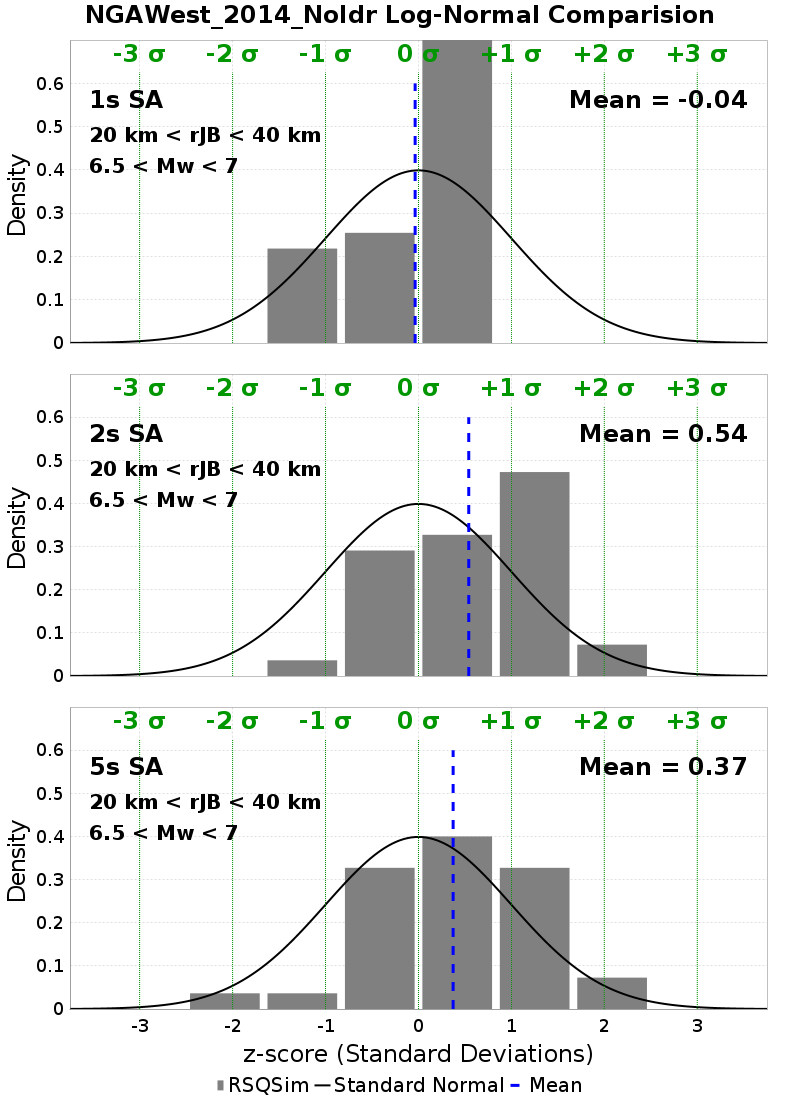 NGAWest_2014_NoIdr Log-Normal Comparision
-3 σ -2 σ -1 σ 0 σ +1 σ +2 σ +3 σ
1s SA Mean = -0.04
20 km < rJB < 40 km
6.5 < Mw < 7
Density
0.6
0.5
0.4
0.3
0.2
0.1
0
-3 σ -2 σ -1 σ 0 σ +1 σ +2 σ +3 σ
2s SA Mean = 0.54
20 km < rJB < 40 km
6.5 < Mw < 7
Density
0.6
0.5
0.4
0.3
0.2
0.1
0
-3 σ -2 σ -1 σ 0 σ +1 σ +2 σ +3 σ
5s SA Mean = 0.37
20 km < rJB < 40 km
6.5 < Mw < 7
Density
0.6
0.5
0.4
0.3
0.2
0.1
0
-3 -2 -1 0 1 2 3
z-score (Standard Deviations)
RSQSim Standard Normal Mean